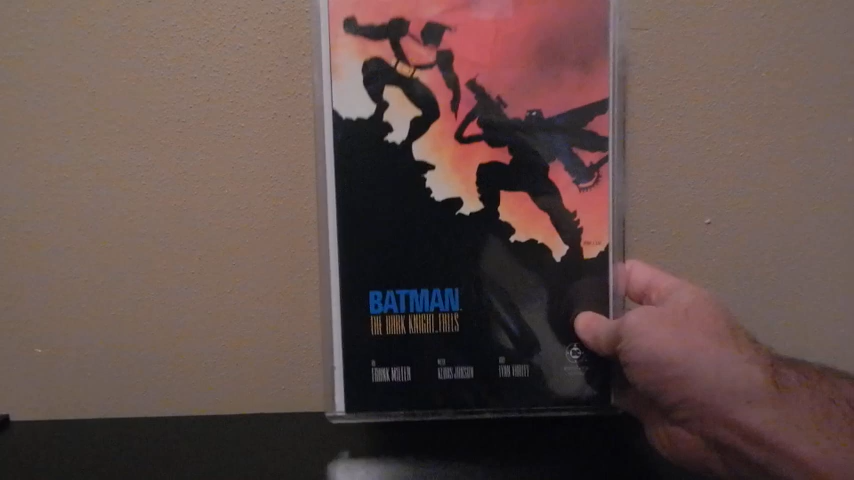 BATMAN
THE DARK KNIGHT FALLS
FRANK MILLER KLAUS JANSON LYNN VARLEY